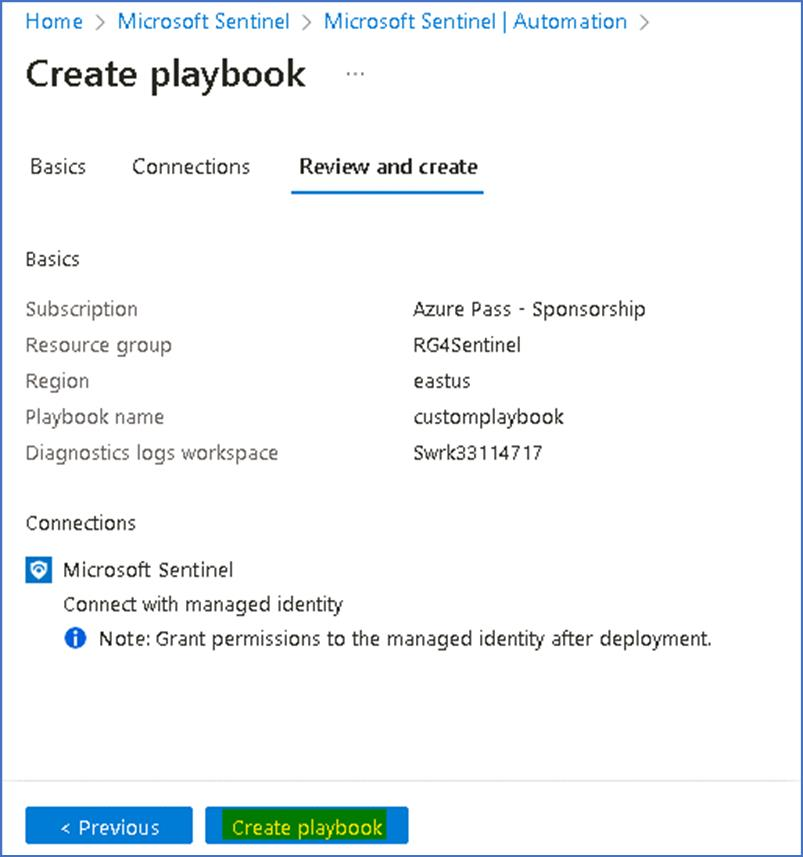 Home > Microsoft Sentinel > Microsoft Sentinel | Automation >
Create playbook ...
Basics Connections Review and create
Basics
Subscription Azure Pass - Sponsorship
Resource group RG4Sentinel
Region eastus
Playbook name customplaybook
Diagnostics logs workspace Swrk33114717
Connections
Microsoft Sentinel
Connect with managed identity
Note: Grant permissions to the managed identity after deployment.
< Previous Create playbook